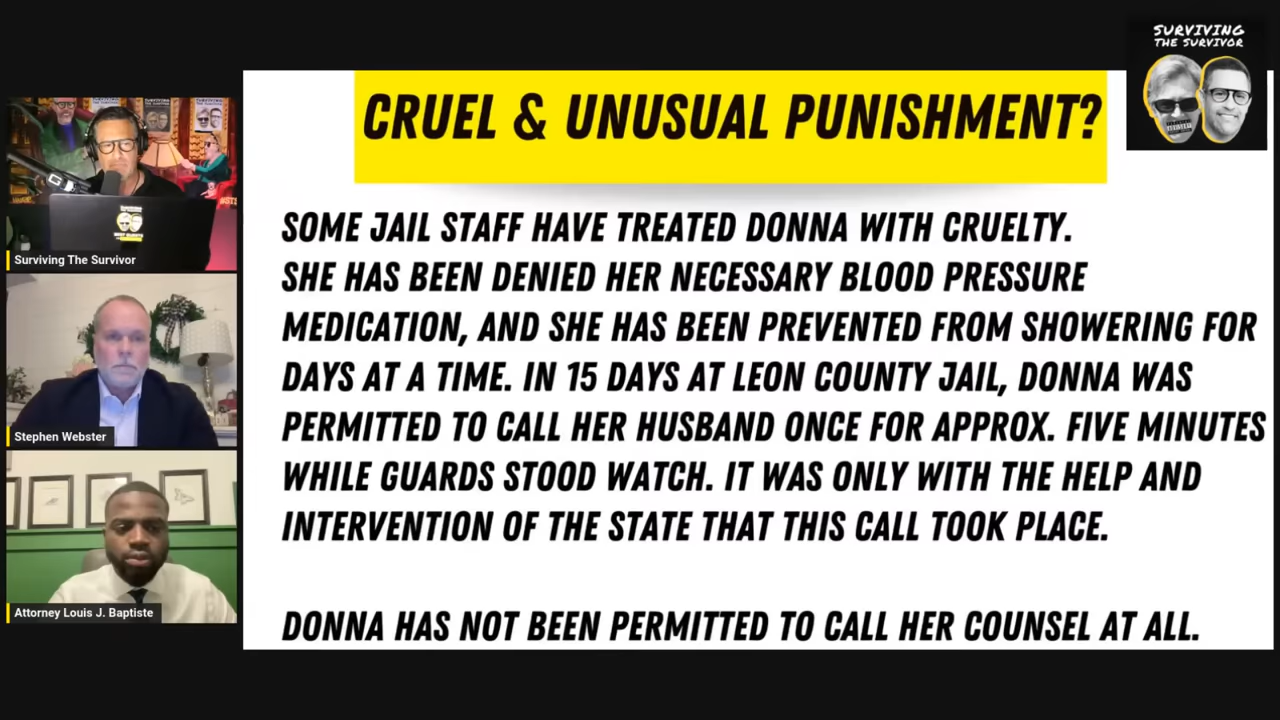 SURVIVING
THE SURVIVOR
CRUEL & UNUSUAL PUNISHMENT?
SOME JAIL STAFF HAVE TREATED DONNA WITH CRUELTY.
SHE HAS BEEN DENIED HER NECESSARY BLOOD PRESSURE
MEDICATION, AND SHE HAS BEEN PREVENTED FROM SHOWERING FOR
DAYS AT A TIME. IN 15 DAYS AT LEON COUNTY JAIL, DONNA WAS
PERMITTED TO CALL HER HUSBAND ONCE FOR APPROX. FIVE MINUTES
WHILE GUARDS STOOD WATCH. IT WAS ONLY WITH THE HELP AND
INTERVENTION OF THE STATE THAT THIS CALL TOOK PLACE.
DONNA HAS NOT BEEN PERMITTED TO CALL HER COUNSEL AT ALL.
Surviving The Survivor
Stephen Webster
Attorney Louis J. Baptiste